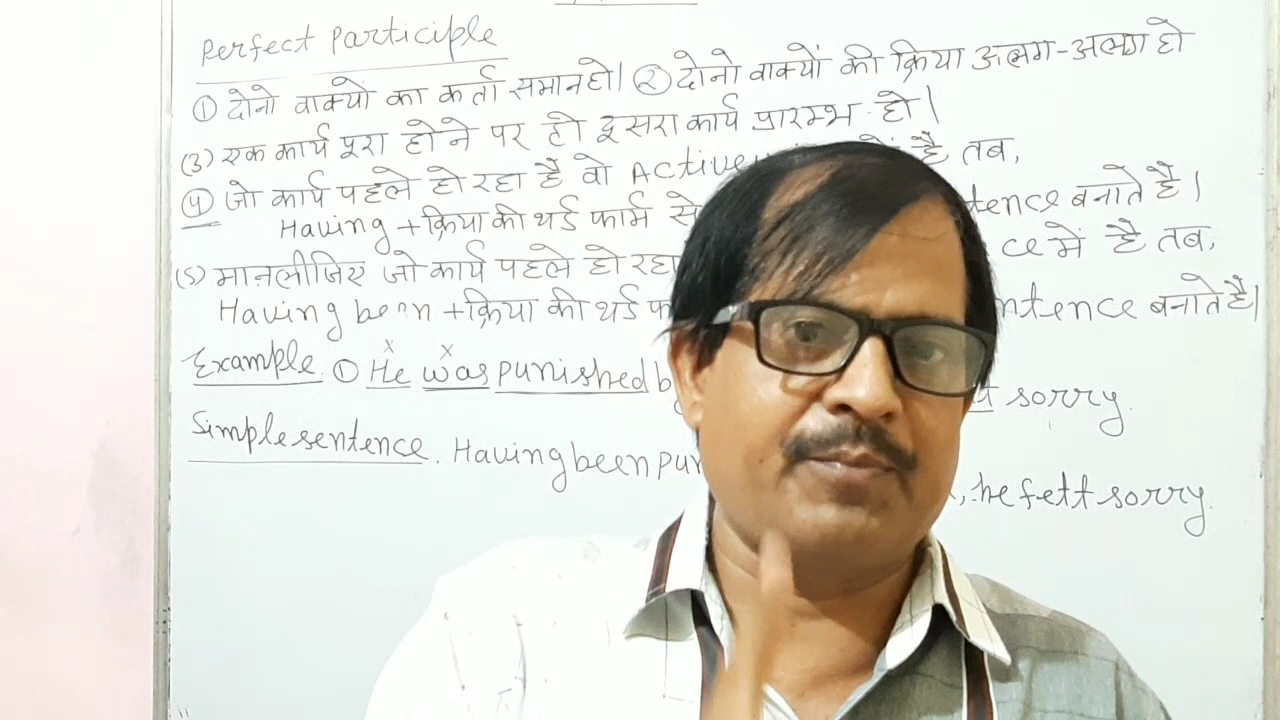 Perfect Participle
① दोनो वाक्यों का कर्ता समान हो। ② दोनो वाक्यों की क्रिया अलग-अलग हो
(3) एक कार्य पूरा होने पर हो दूसरा कार्य प्रारम्भ हो।
④ जो कार्य पहले हो रहा है वो Active है तब,
Having + क्रिया की थर्ड फार्म से tence बनाते है।
(5) मानलीजिए जो कार्य पहले हो रहा ce में है तब,
Having been + क्रिया की थर्ड फ ntence बनाते है।
Example. ① He was punished b sorry.
Simple sentence. Having been pun , he felt sorry.